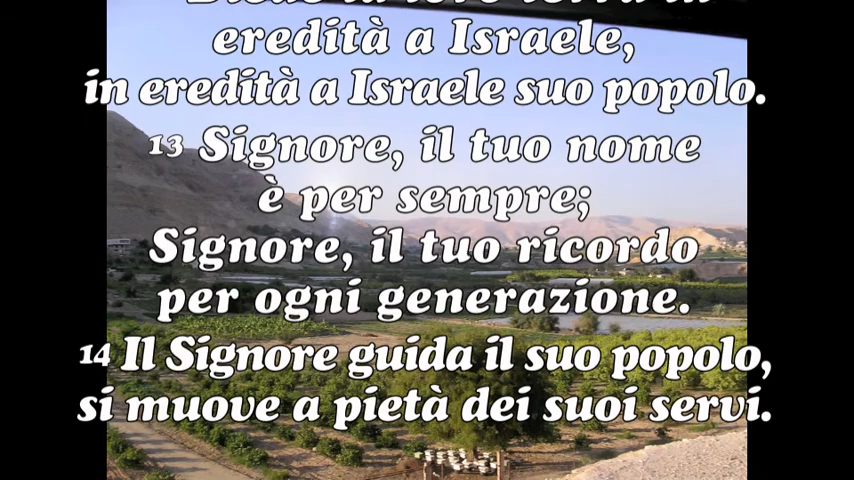 eredità a Israele,
in eredità a Israele suo popolo.
13 Signore, il tuo nome
è per sempre;
Signore, il tuo ricordo
per ogni generazione.
14 Il Signore guida il suo popolo,
si muove a pietà dei suoi servi.